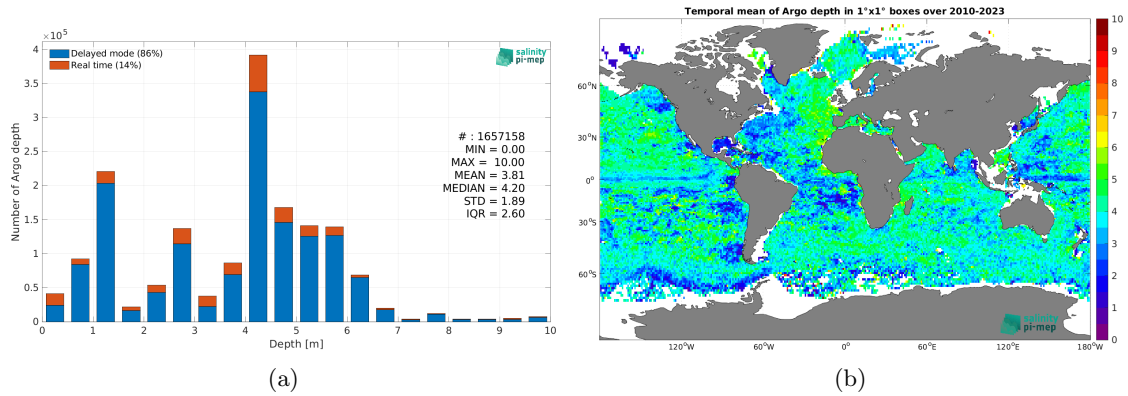 Delayed mode (86%)
Real time (14%)
salinity
pi-mep
×10⁵
4
3.5
3
2.5
2
1.5
1
0.5
0
Number of Argo depth
# : 1657158
MIN = 0.00
MAX = 10.00
MEAN = 3.81
MEDIAN = 4.20
STD = 1.89
IQR = 2.60
0 1 2 3 4 5 6 7 8 9 10
Depth [m]
(a)
Temporal mean of Argo depth in 1°x1° boxes over 2010-2023
60°N
30°N
0°
30°S
60°S
120°W 60°W 0° 60°E 120°E 180°W
salinity
pi-mep
10
9
8
7
6
5
4
3
2
1
0
(b)